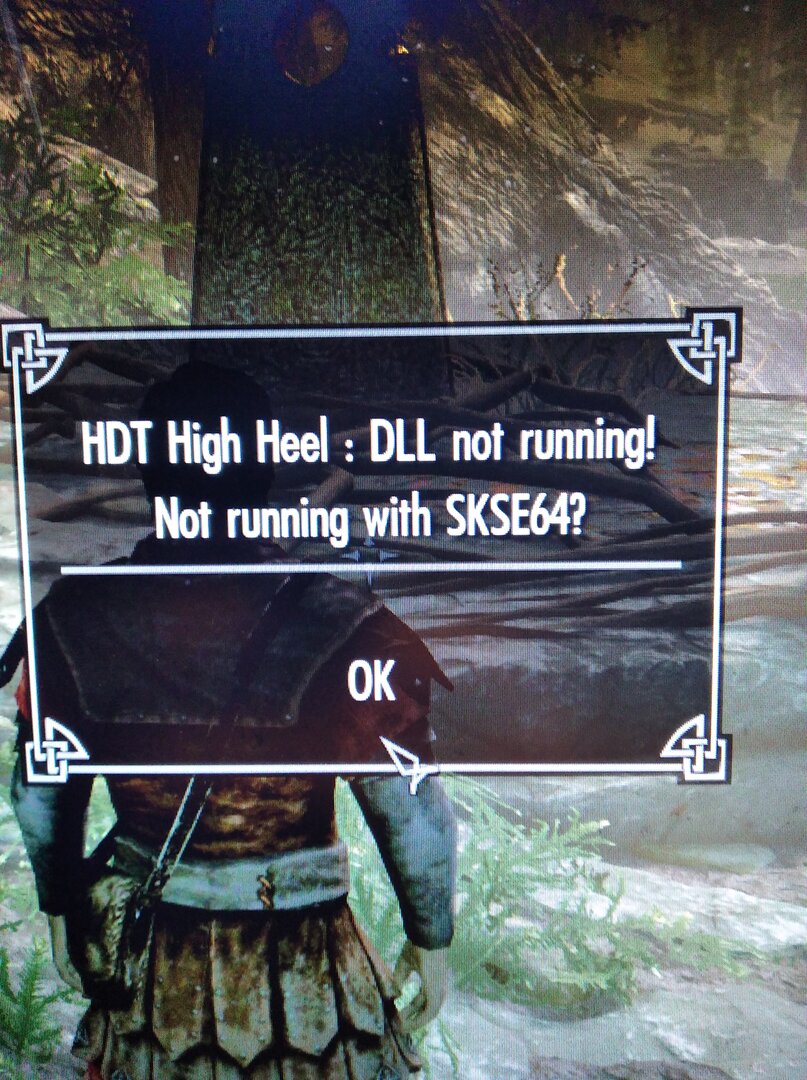 HDT High Heel : DLL not running!
Not running with SKSE64?
OK